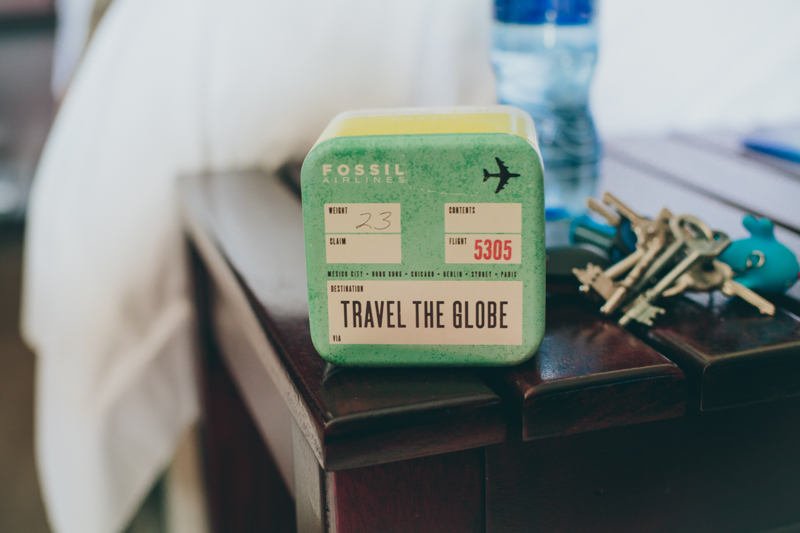 FOSSIL
AIRLINES
WEIGHT 23
CONTENTS
CLAIM
FLIGHT 5305
MEXICO CITY • HONG KONG • CHICAGO • BERLIN • SYDNEY • PARIS
DESTINATION
TRAVEL THE GLOBE
VIA